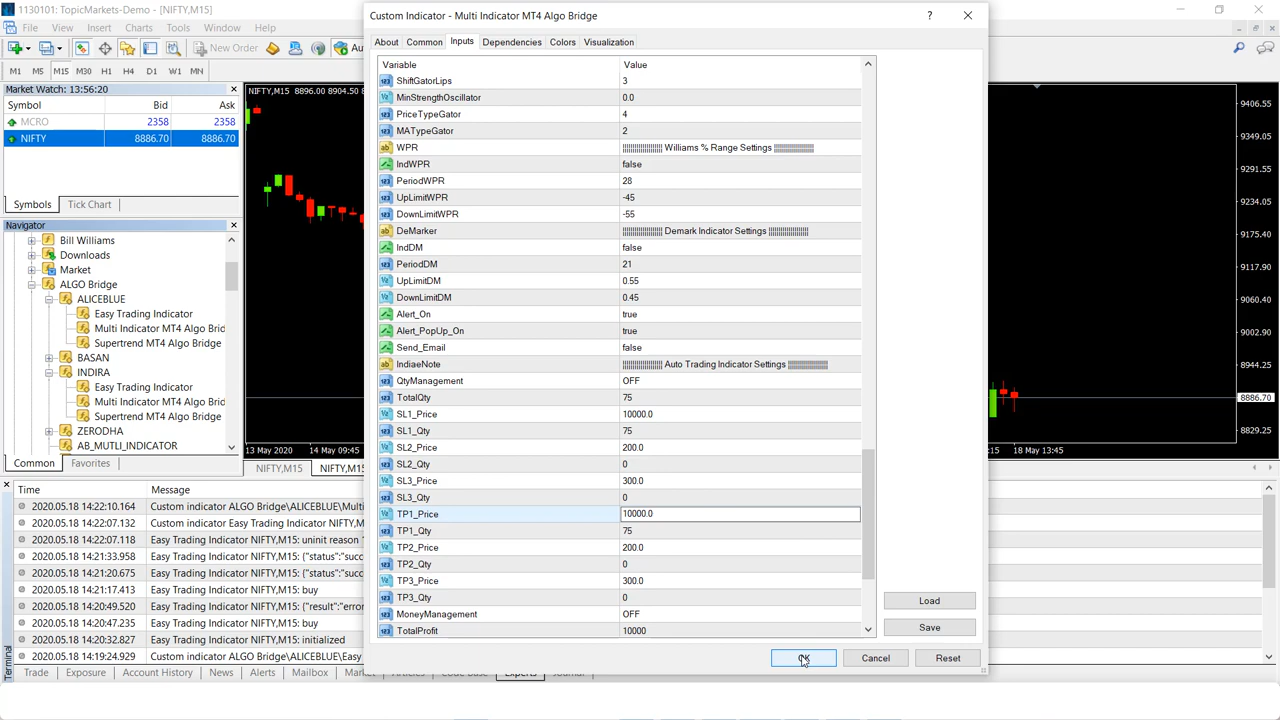 1130101: TopicMarkets-Demo - [NIFTY,M15]
File View Insert Charts Tools Window Help
New Order
M1 M5 M15 M30 H1 H4 D1 W1 MN
Market Watch: 13:56:20
Symbol Bid Ask
MCRO 2358 2358
NIFTY 8886.70 8886.70
Symbols Tick Chart
Navigator
Bill Williams
Downloads
Market
ALGO Bridge
ALICEBLUE
Easy Trading Indicator
Multi Indicator MT4 Algo Brid
Supertrend MT4 Algo Bridge
BASAN
INDIRA
Easy Trading Indicator
Multi Indicator MT4 Algo Brid
Supertrend MT4 Algo Bridge
ZERODHA
AB_MUTLI_INDICATOR
Common Favorites
NIFTY,M15 8896.00 8904.50
13 May 2020 14 May 09:45
NIFTY,M15 NIFTY,M15
Custom Indicator - Multi Indicator MT4 Algo Bridge
?
About Common Inputs Dependencies Colors Visualization
Variable Value
ShiftGatorLips 3
MinStrengthOscillator 0.0
PriceTypeGator 4
MATypeGator 2
WPR Williams % Range Settings
IndWPR false
PeriodWPR 28
UpLimitWPR -45
DownLimitWPR -55
DeMarker Demark Indicator Settings
IndDM false
PeriodDM 21
UpLimitDM 0.55
DownLimitDM 0.45
Alert_On true
Alert_PopUp_On true
Send_Email false
IndiaeNote Auto Trading Indicator Settings
QtyManagement OFF
TotalQty 75
SL1_Price 10000.0
SL1_Qty 75
SL2_Price 200.0
SL2_Qty 0
SL3_Price 300.0
SL3_Qty 0
TP1_Price 10000.0
TP1_Qty 75
TP2_Price 200.0
TP2_Qty 0
TP3_Price 300.0
TP3_Qty 0
MoneyManagement OFF
TotalProfit 10000
Load
Save
OK Cancel Reset
9406.55
9349.05
9291.55
9234.05
9175.40
9117.90
9060.40
9002.90
8944.25
8886.70
8829.25
18 May 13:45
Time Message
2020.05.18 14:22:10.164 Custom indicator ALGO Bridge\ALICEBLUE\Multi
2020.05.18 14:22:07.132 Custom indicator Easy Trading Indicator NIFTY,M
2020.05.18 14:22:07.118 Easy Trading Indicator NIFTY,M15: uninit reason
2020.05.18 14:21:33.758 Easy Trading Indicator NIFTY,M15: {"status":"succ
2020.05.18 14:21:20.675 Easy Trading Indicator NIFTY,M15: {"status":"succ
2020.05.18 14:21:17.413 Easy Trading Indicator NIFTY,M15: buy
2020.05.18 14:20:49.520 Easy Trading Indicator NIFTY,M15: {"result":"error
2020.05.18 14:20:47.235 Easy Trading Indicator NIFTY,M15: buy
2020.05.18 14:20:33.327 Easy Trading Indicator NIFTY,M15: initialized
2020.05.18 14:19:24.929 Custom indicator ALGO Bridge\ALICEBLUE\Easy
Terminal
Trade Exposure Account History News Alerts Mailbox Market Articles Code Base Experts Journal